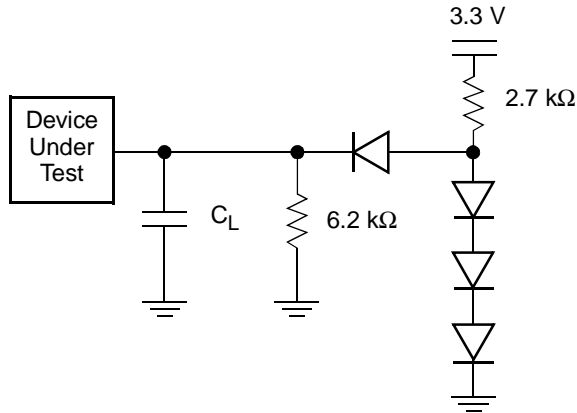 3.3 V
2.7 kΩ
Device
Under
Test
C_L
6.2 kΩ